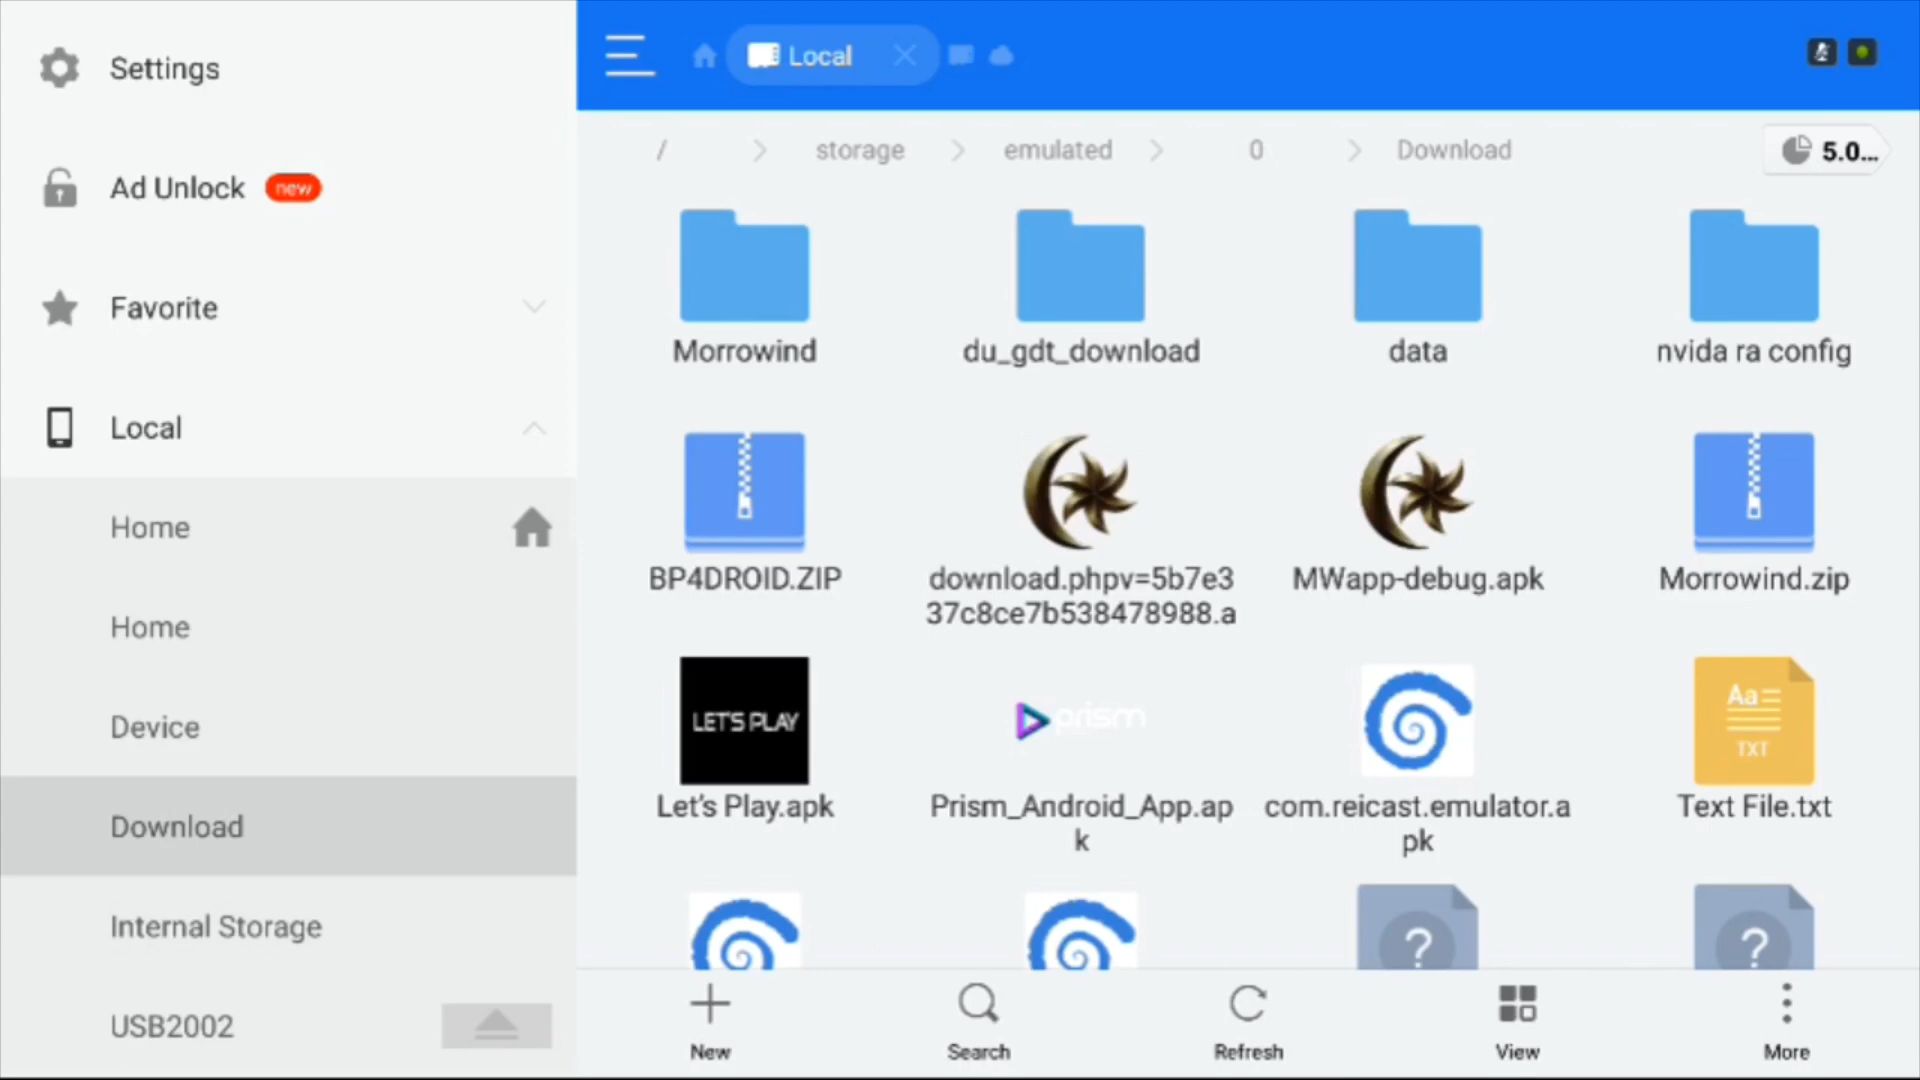 Settings
Ad Unlock new
Favorite
Local
Home
Home
Device
Download
Internal Storage
USB2002
Local
/ storage emulated 0 Download
5.0...
Morrowind
du_gdt_download
data
nvida ra config
BP4DROID.ZIP
download.phpv=5b7e3
37c8ce7b538478988.a
MWapp-debug.apk
Morrowind.zip
LET'S PLAY
Let's Play.apk
prism
Prism_Android_App.ap
k
com.reicast.emulator.a
pk
Aa
TXT
Text File.txt
?
?
New
Search
Refresh
View
More